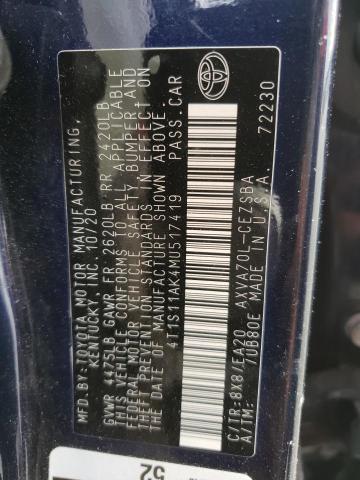 MFD.BY:TOYOTA MOTOR MANUFACTURING,
KENTUCKY, INC. 10/20
GVWR 4475LB GAWR FR 2620LB RR 2420LB
THIS VEHICLE CONFORMS TO ALL APPLICABLE
FEDERAL MOTOR VEHICLE SAFETY, BUMPER, AND
THEFT PREVENTION STANDARDS IN EFFECT ON
THE DATE OF MANUFACTURE SHOWN ABOVE.
4T1S11AK4MU517419 PASS.CAR
C/TR:8X8/EA20 AXVA70L-CEZSBA
A/TM: /UB80E MADE IN U.S.A. 72230
52